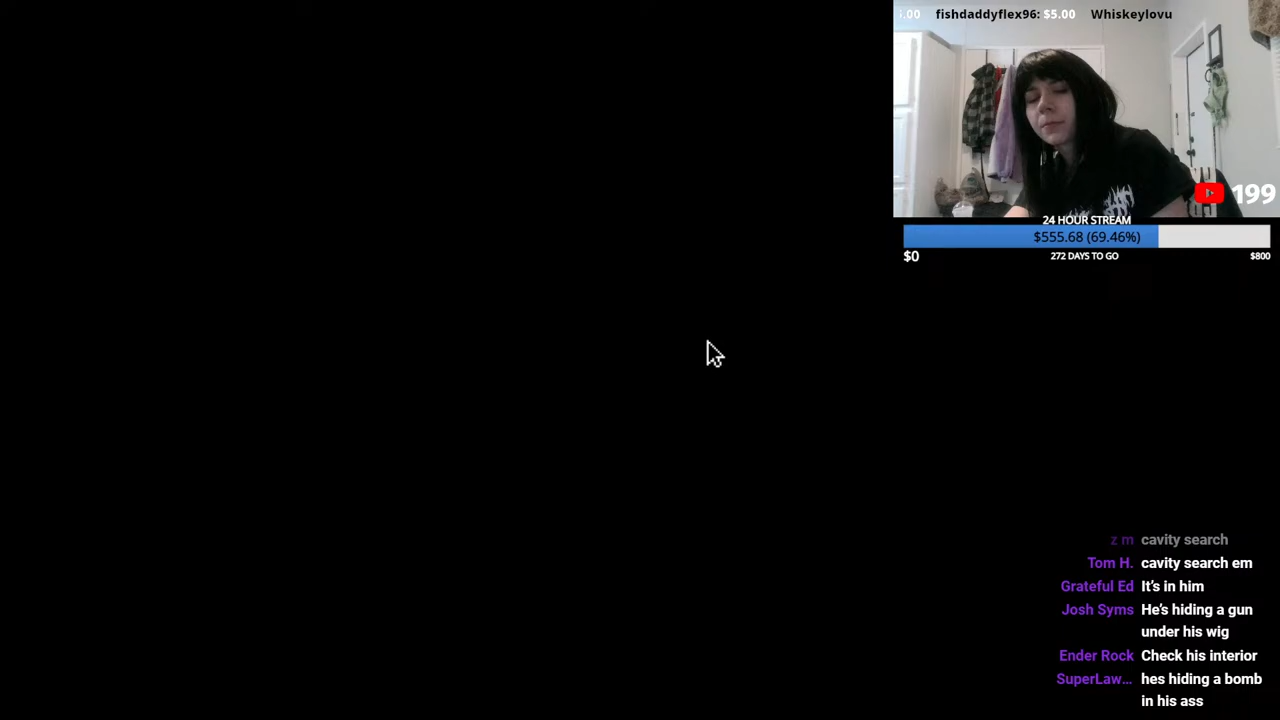 .00 fishdaddyflex96: $5.00 Whiskeylovu
199
24 HOUR STREAM
$555.68 (69.46%)
$0 272 DAYS TO GO $800
z m cavity search
Tom H. cavity search em
Grateful Ed It's in him
Josh Syms He's hiding a gun
under his wig
Ender Rock Check his interior
SuperLaw... hes hiding a bomb
in his ass